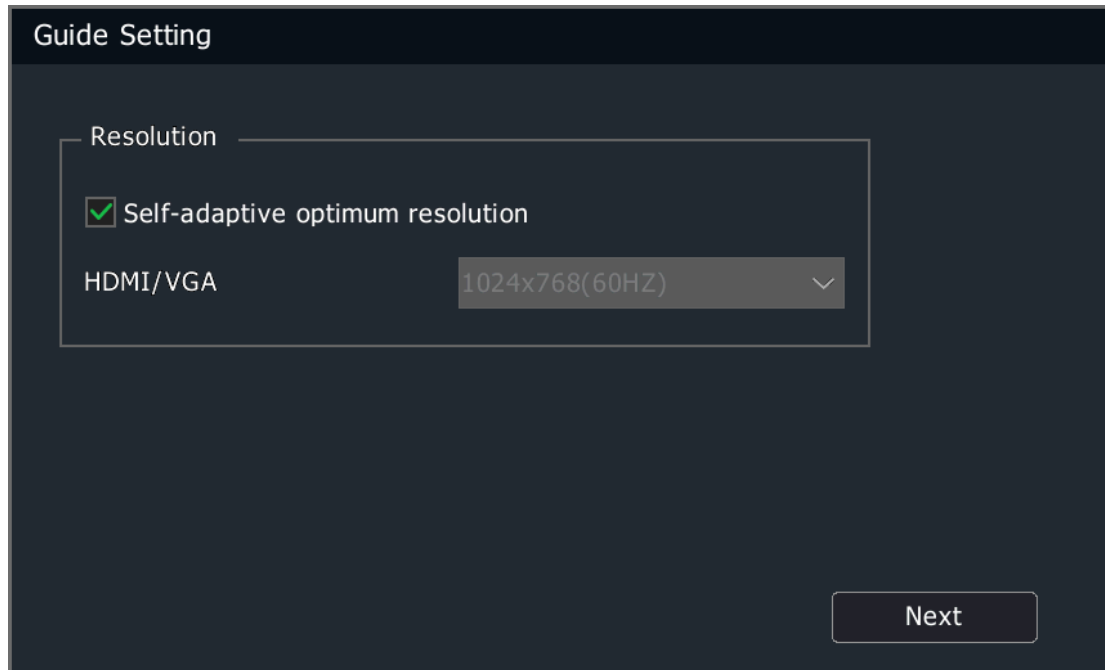 Guide Setting
Resolution
Self-adaptive optimum resolution
HDMI/VGA 1024x768(60HZ)
Next